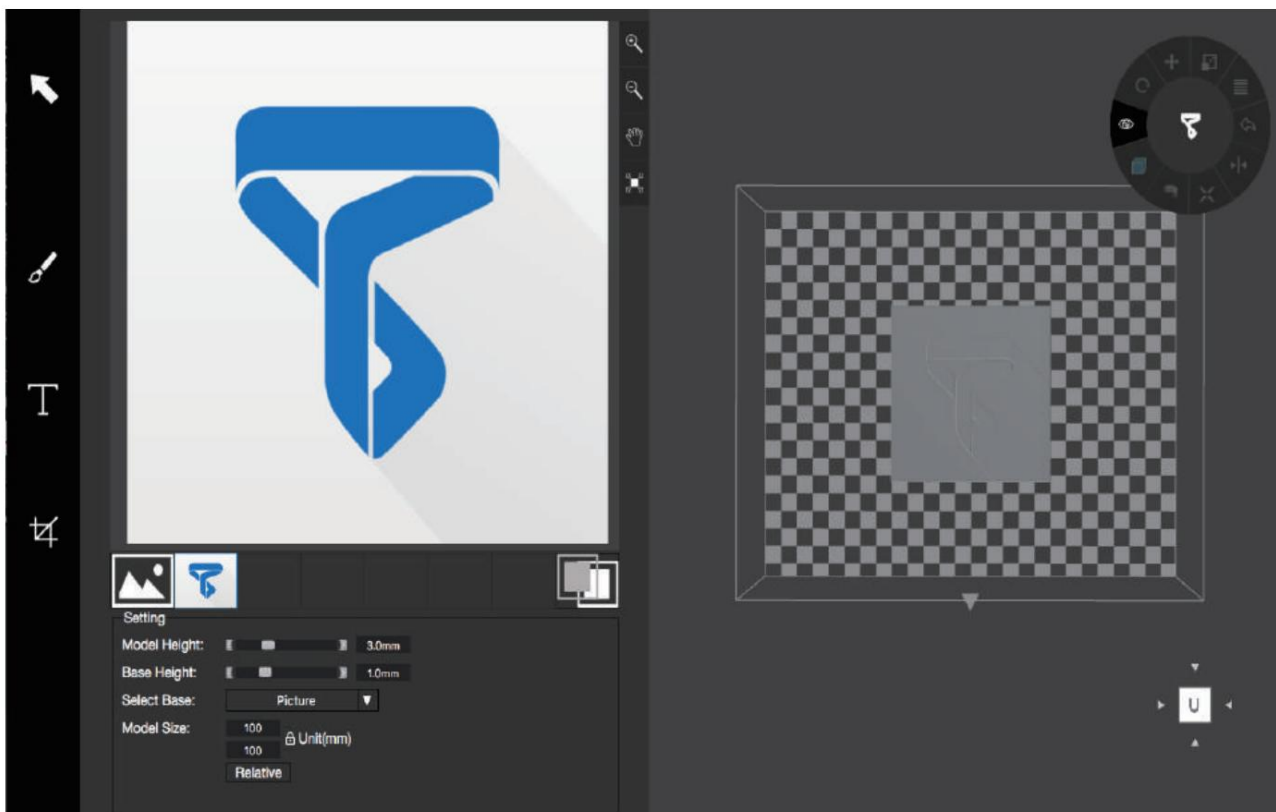 T
Setting
Model Height: 3.0mm
Base Height: 1.0mm
Select Base: Picture
Model Size: 100
100
Unit(mm)
Relative
U